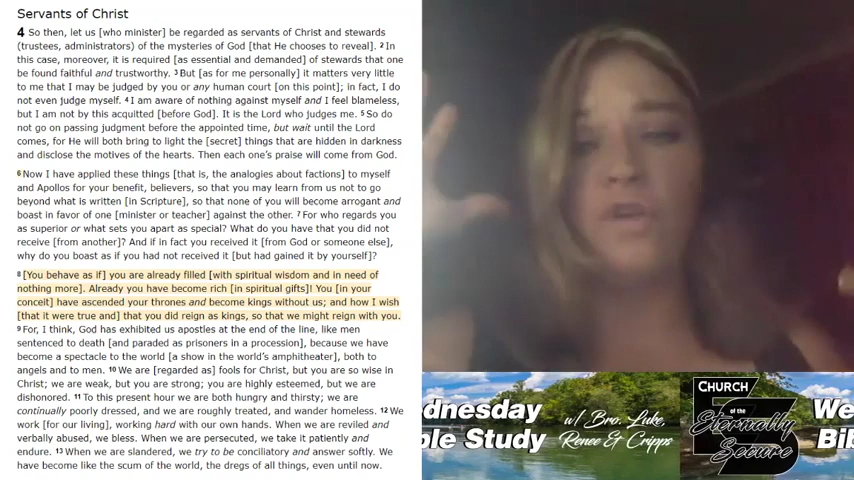 Servants of Christ
4 So then, let us [who minister] be regarded as servants of Christ and stewards
(trustees, administrators) of the mysteries of God [that He chooses to reveal]. 2 In
this case, moreover, it is required [as essential and demanded] of stewards that one
be found faithful and trustworthy. 3 But [as for me personally] it matters very little
to me that I may be judged by you or any human court [on this point]; in fact, I do
not even judge myself. 4 I am aware of nothing against myself and I feel blameless,
but I am not by this acquitted [before God]. It is the Lord who judges me. 5 So do
not go on passing judgment before the appointed time, but wait until the Lord
comes, for He will both bring to light the [secret] things that are hidden in darkness
and disclose the motives of the hearts. Then each one's praise will come from God.
6 Now I have applied these things [that is, the analogies about factions] to myself
and Apollos for your benefit, believers, so that you may learn from us not to go
beyond what is written [in Scripture], so that none of you will become arrogant and
boast in favor of one [minister or teacher] against the other. 7 For who regards you
as superior or what sets you apart as special? What do you have that you did not
receive [from another]? And if in fact you received it [from God or someone else],
why do you boast as if you had not received it [but had gained it by yourself]?
8 [You behave as if] you are already filled [with spiritual wisdom and in need of
nothing more]. Already you have become rich [in spiritual gifts]! You [in your
conceit] have ascended your thrones and become kings without us; and how I wish
[that it were true and] that you did reign as kings, so that we might reign with you.
9 For, I think, God has exhibited us apostles at the end of the line, like men
sentenced to death [and paraded as prisoners in a procession], because we have
become a spectacle to the world [a show in the world's amphitheater], both to
angels and to men. 10 We are [regarded as] fools for Christ, but you are so wise in
Christ; we are weak, but you are strong; you are highly esteemed, but we are
dishonored. 11 To this present hour we are both hungry and thirsty; we are
continually poorly dressed, and we are roughly treated, and wander homeless. 12 We
work [for our living], working hard with our own hands. When we are reviled and
verbally abused, we bless. When we are persecuted, we take it patiently and
endure. 13 When we are slandered, we try to be conciliatory and answer softly. We
have become like the scum of the world, the dregs of all things, even until now.
dnesday
ble Study
w/ Bro. Luke,
Renee & Cripps
CHURCH
of the
Eternally
Secure
We
Bib